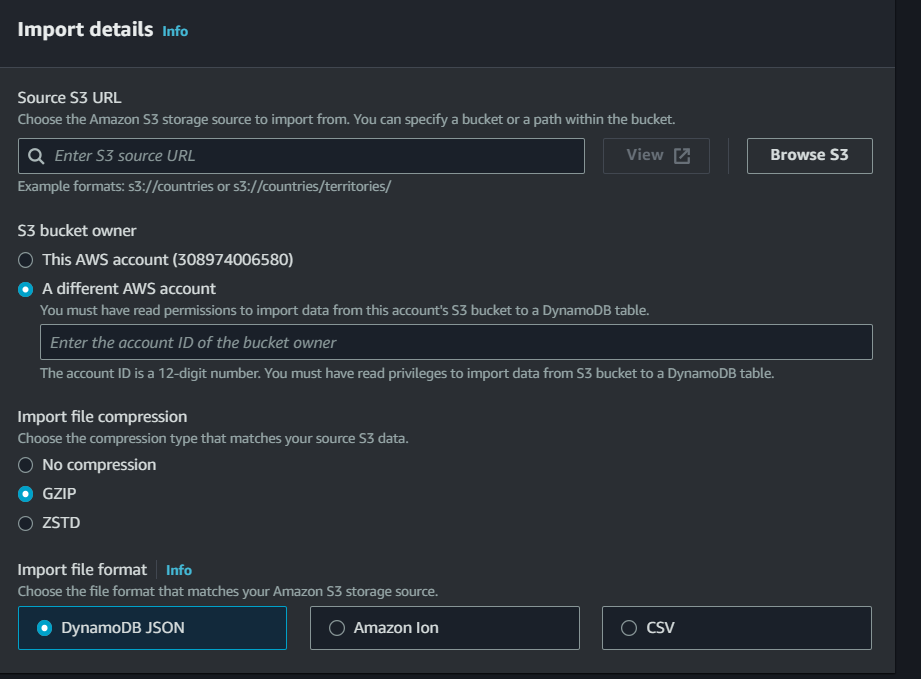 Import details Info
Source S3 URL
Choose the Amazon S3 storage source to import from. You can specify a bucket or a path within the bucket.
Enter S3 source URL
View
Browse S3
Example formats: s3://countries or s3://countries/territories/
S3 bucket owner
This AWS account (308974006580)
A different AWS account
You must have read permissions to import data from this account's S3 bucket to a DynamoDB table.
Enter the account ID of the bucket owner
The account ID is a 12-digit number. You must have read privileges to import data from S3 bucket to a DynamoDB table.
Import file compression
Choose the compression type that matches your source S3 data.
No compression
GZIP
ZSTD
Import file format Info
Choose the file format that matches your Amazon S3 storage source.
DynamoDB JSON
Amazon Ion
CSV